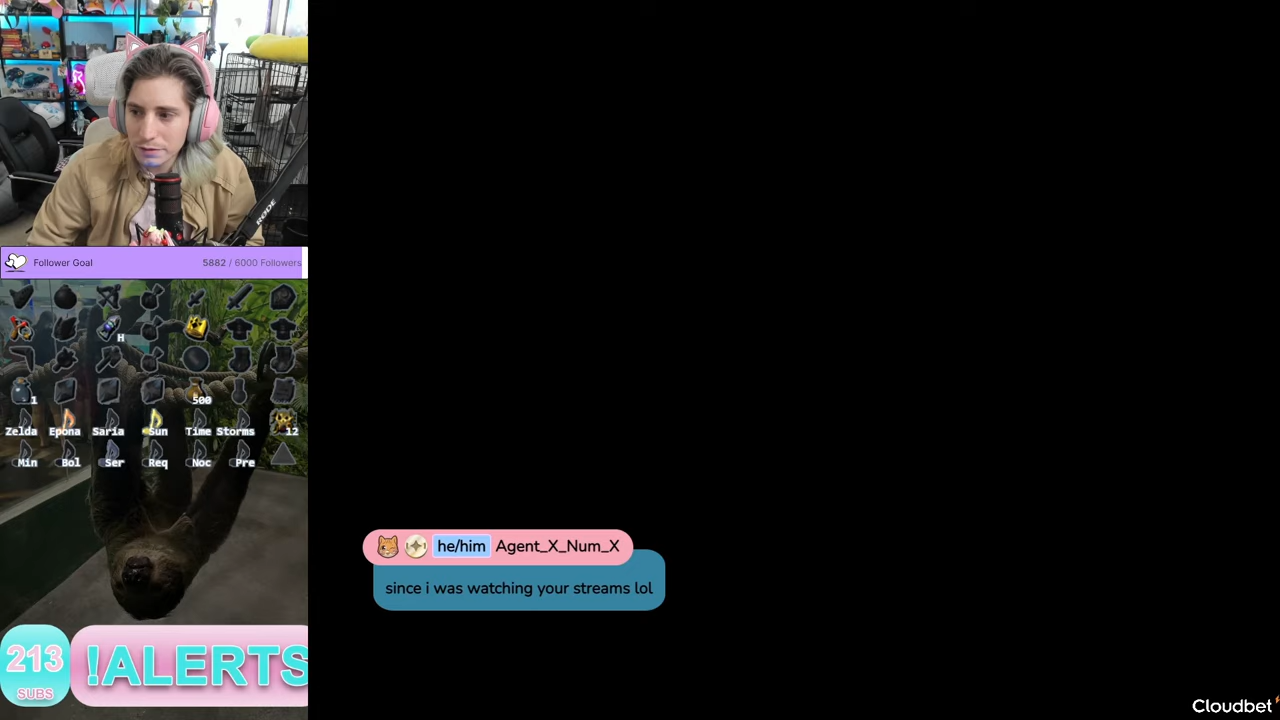 RODE
Follower Goal
5882 / 6000 Followers
H
1
500
Zelda Epona Saria Sun Time Storms 12
Min Bol Ser Req Noc Pre
he/him Agent_X_Num_X
since i was watching your streams lol
213
SUBS
!ALERTS
Cloudbet